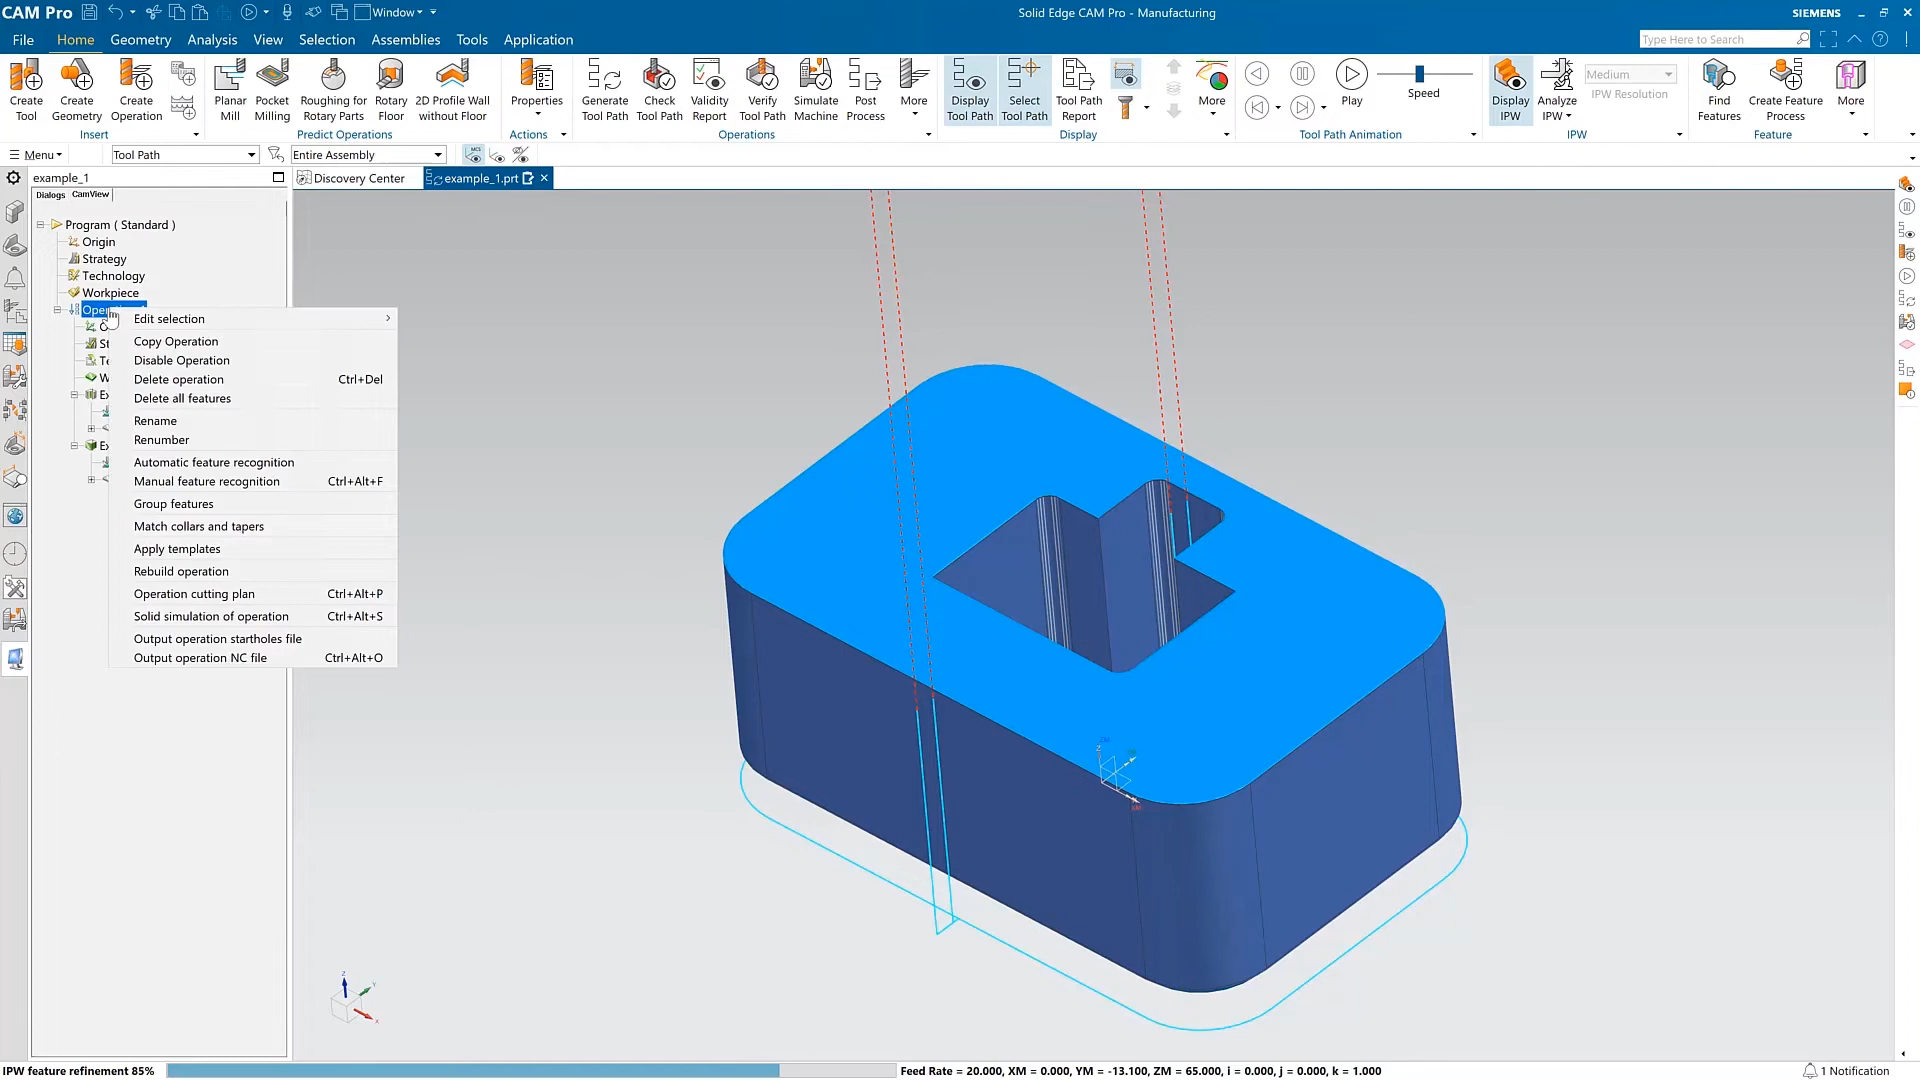 CAM Pro
Window
Solid Edge CAM Pro - Manufacturing
SIEMENS
File
Home
Geometry
Analysis
View
Selection
Assemblies
Tools
Application
Type Here to Search
Create Tool
Create Geometry
Create Operation
Planar Mill
Pocket Milling
Roughing for Rotary Parts
Rotary Floor
2D Profile Wall without Floor
Properties
Generate Tool Path
Check Tool Path
Validity Report
Verify Tool Path
Simulate Machine
Post Process
More
Display Tool Path
Select Tool Path
Tool Path Report
More
Play
Speed
Display IPW
Analyze IPW
Medium
IPW Resolution
Find Features
Create Feature Process
More
Insert
Predict Operations
Actions
Operations
Display
Tool Path Animation
IPW
Feature
Menu
Tool Path
Entire Assembly
example_1
Discovery Center
example_1.prt
Dialogs
CamView
Program ( Standard )
Origin
Strategy
Technology
Workpiece
Edit selection
Copy Operation
Disable Operation
Delete operation Ctrl+Del
Delete all features
Rename
Renumber
Automatic feature recognition
Manual feature recognition Ctrl+Alt+F
Group features
Match collars and tapers
Apply templates
Rebuild operation
Operation cutting plan Ctrl+Alt+P
Solid simulation of operation Ctrl+Alt+S
Output operation startholes file
Output operation NC file Ctrl+Alt+O
IPW feature refinement 85%
Feed Rate = 20.000, XM = 0.000, YM = -13.100, ZM = 65.000, i = 0.000, j = 0.000, k = 1.000
1 Notification